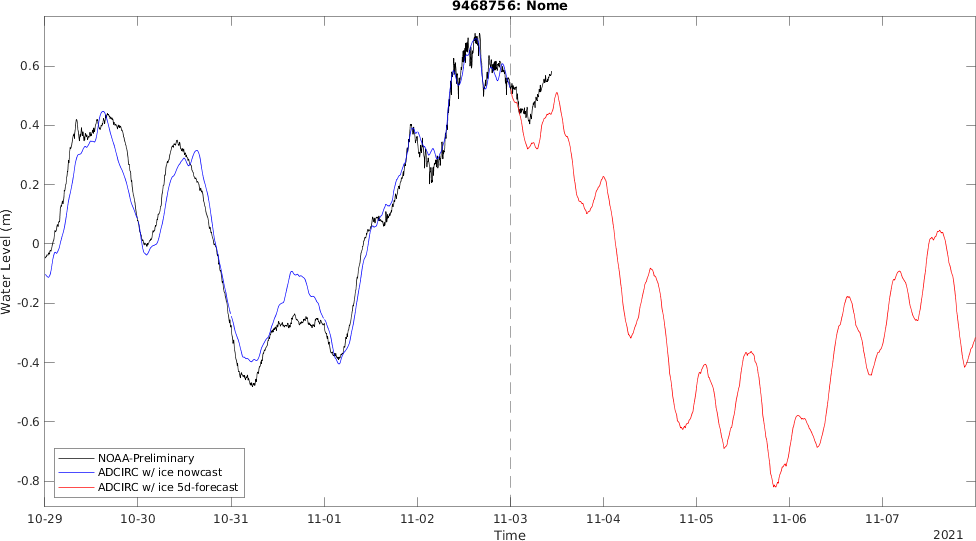 9468756: Nome
Water Level (m)
0.6
0.4
0.2
0
-0.2
-0.4
-0.6
-0.8
NOAA-Preliminary
ADCIRC w/ ice nowcast
ADCIRC w/ ice 5d-forecast
10-29 10-30 10-31 11-01 11-02 11-03 11-04 11-05 11-06 11-07
Time
2021